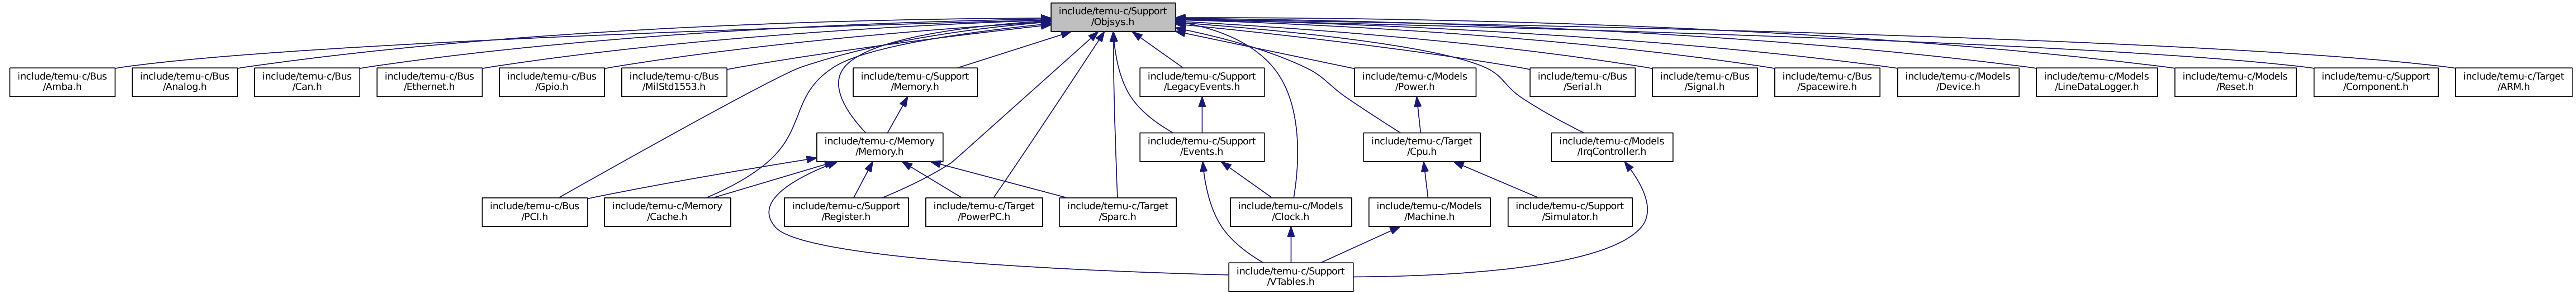 include/temu-c/Support
/Objsys.h
include/temu-c/Bus
/Amba.h
include/temu-c/Bus
/Analog.h
include/temu-c/Bus
/Can.h
include/temu-c/Bus
/Ethernet.h
include/temu-c/Bus
/Gpio.h
include/temu-c/Bus
/MilStd1553.h
include/temu-c/Support
/Memory.h
include/temu-c/Support
/LegacyEvents.h
include/temu-c/Models
/Power.h
include/temu-c/Bus
/Serial.h
include/temu-c/Bus
/Signal.h
include/temu-c/Bus
/Spacewire.h
include/temu-c/Models
/Device.h
include/temu-c/Models
/LineDataLogger.h
include/temu-c/Models
/Reset.h
include/temu-c/Support
/Component.h
include/temu-c/Target
/ARM.h
include/temu-c/Memory
/Memory.h
include/temu-c/Support
/Events.h
include/temu-c/Target
/Cpu.h
include/temu-c/Models
/IrqController.h
include/temu-c/Bus
/PCI.h
include/temu-c/Memory
/Cache.h
include/temu-c/Support
/Register.h
include/temu-c/Target
/PowerPC.h
include/temu-c/Target
/Sparc.h
include/temu-c/Models
/Clock.h
include/temu-c/Models
/Machine.h
include/temu-c/Support
/Simulator.h
include/temu-c/Support
/VTables.h